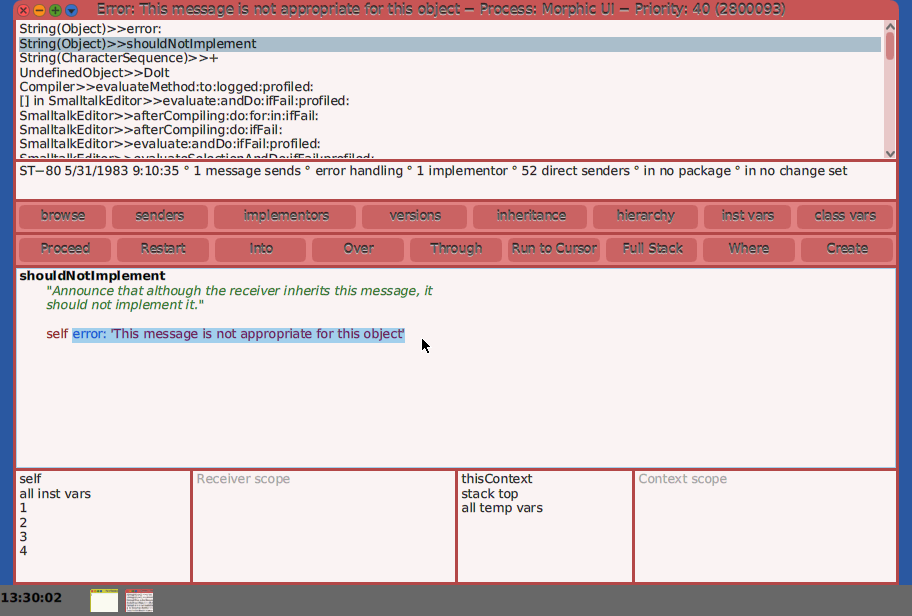 Error: This message is not appropriate for this object — Process: Morphic UI — Priority: 40 (2800093)
String(Object)>>error:
String(Object)>>shouldNotImplement
String(CharacterSequence)>>+
UndefinedObject>>DoIt
Compiler>>evaluateMethod:to:logged:profiled:
[] in SmalltalkEditor>>evaluate:andDo:ifFail:profiled:
SmalltalkEditor>>afterCompiling:do:for:in:ifFail:
SmalltalkEditor>>afterCompiling:do:ifFail:
SmalltalkEditor>>evaluate:andDo:ifFail:profiled:
SmalltalkEditor>>evaluateSelectionAndDo:ifFail:profiled:
ST−80 5/31/1983 9:10:35 ° 1 message sends ° error handling ° 1 implementor ° 52 direct senders ° in no package ° in no change set
browse senders implementors versions inheritance hierarchy inst vars class vars
Proceed Restart Into Over Through Run to Cursor Full Stack Where Create
shouldNotImplement
"Announce that although the receiver inherits this message, it
should not implement it."
self error: 'This message is not appropriate for this object'
self
all inst vars
1
2
3
4
Receiver scope
thisContext
stack top
all temp vars
Context scope
13:30:02